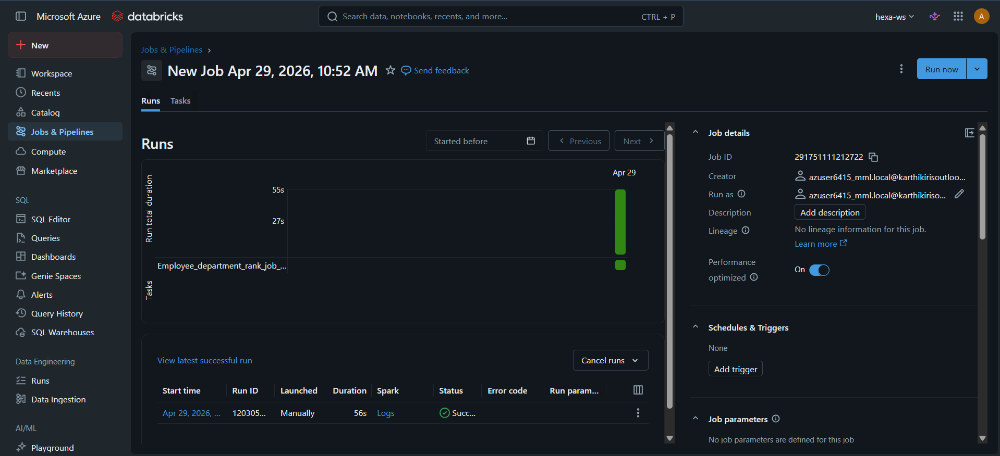 Microsoft Azure databricks
Search data, notebooks, recents, and more... CTRL + P
hexa-ws
A
New
Workspace
Recents
Catalog
Jobs & Pipelines
Compute
Marketplace
SQL
SQL Editor
Queries
Dashboards
Genie Spaces
Alerts
Query History
SQL Warehouses
Data Engineering
Runs
Data Ingestion
AI/ML
Playground
Jobs & Pipelines ›
New Job Apr 29, 2026, 10:52 AM Send feedback
Run now
Runs Tasks
Runs
Started before Previous Next
Apr 29
Run total duration
55s
27s
Employee_department_rank_job_...
Tasks
View latest successful run Cancel runs
Start time Run ID Launched Duration Spark Status Error code Run param...
Apr 29, 2026, ... 120305... Manually 56s Logs Succ...
Job details
Job ID 291751111212722
Creator azuser6415_mml.local@karthikirisoutloo...
Run as azuser6415_mml.local@karthikiriso...
Description Add description
Lineage No lineage information for this job.
Learn more
Performance
optimized On
Schedules & Triggers
None
Add trigger
Job parameters
No job parameters are defined for this job